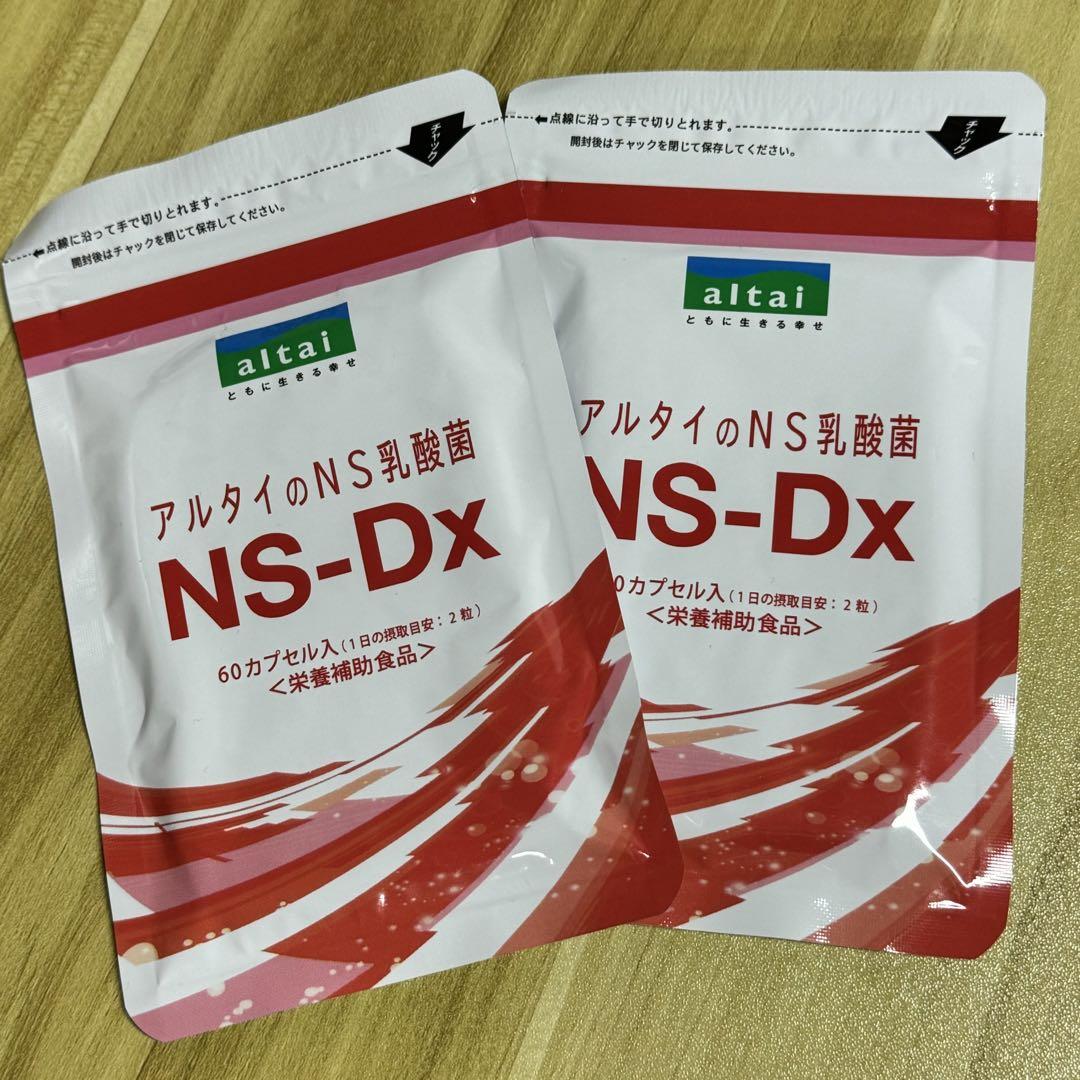 点線に沿って手で切りとれます。
開封後はチャックを閉じて保存してください。
チャック
altai
ともに生きる幸せ
アルタイのNS乳酸菌
NS-Dx
60カプセル入(1日の摂取目安:2粒)
<栄養補助食品>
点線に沿って手で切りとれます。
開封後はチャックを閉じて保存してください。
チャック
altai
ともに生きる幸せ
アルタイのNS乳酸菌
NS-Dx
0カプセル入(1日の摂取目安:2粒)
<栄養補助食品>